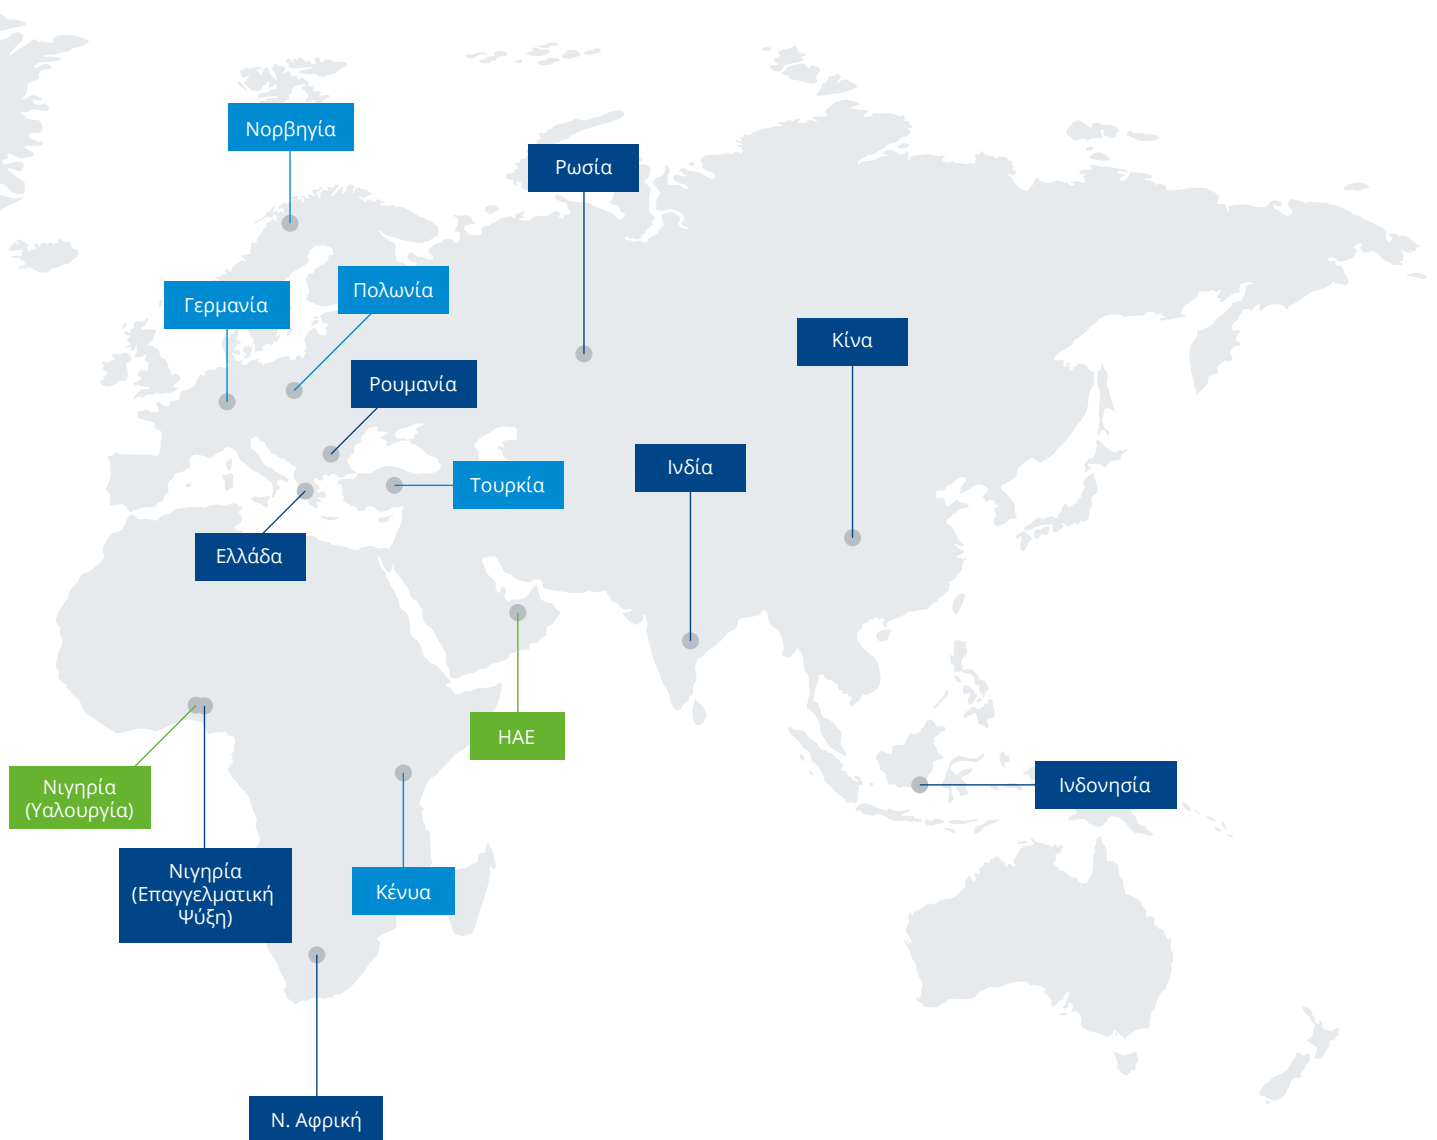 Νορβηγία
Ρωσία
Πολωνία
Γερμανία
Κίνα
Ρουμανία
Ινδία
Τουρκία
Ελλάδα
ΗΑΕ
Νιγηρία
(Υαλουργία)
Ινδονησία
Νιγηρία
(Επαγγελματική
Ψύξη)
Κένυα
Ν. Αφρική